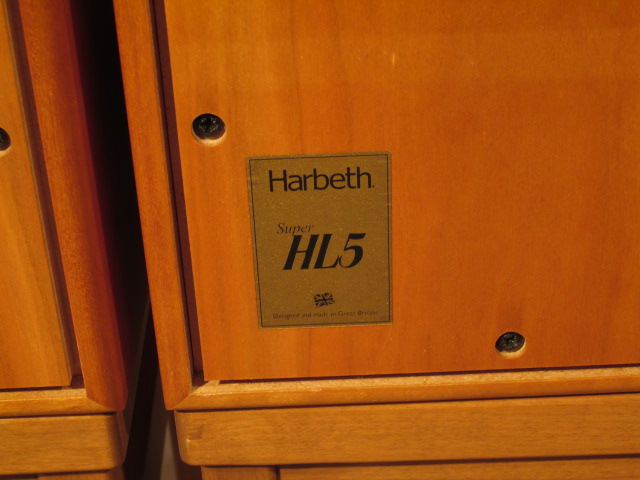 Harbeth.
Super
HL5
Designed and made in Great Britain